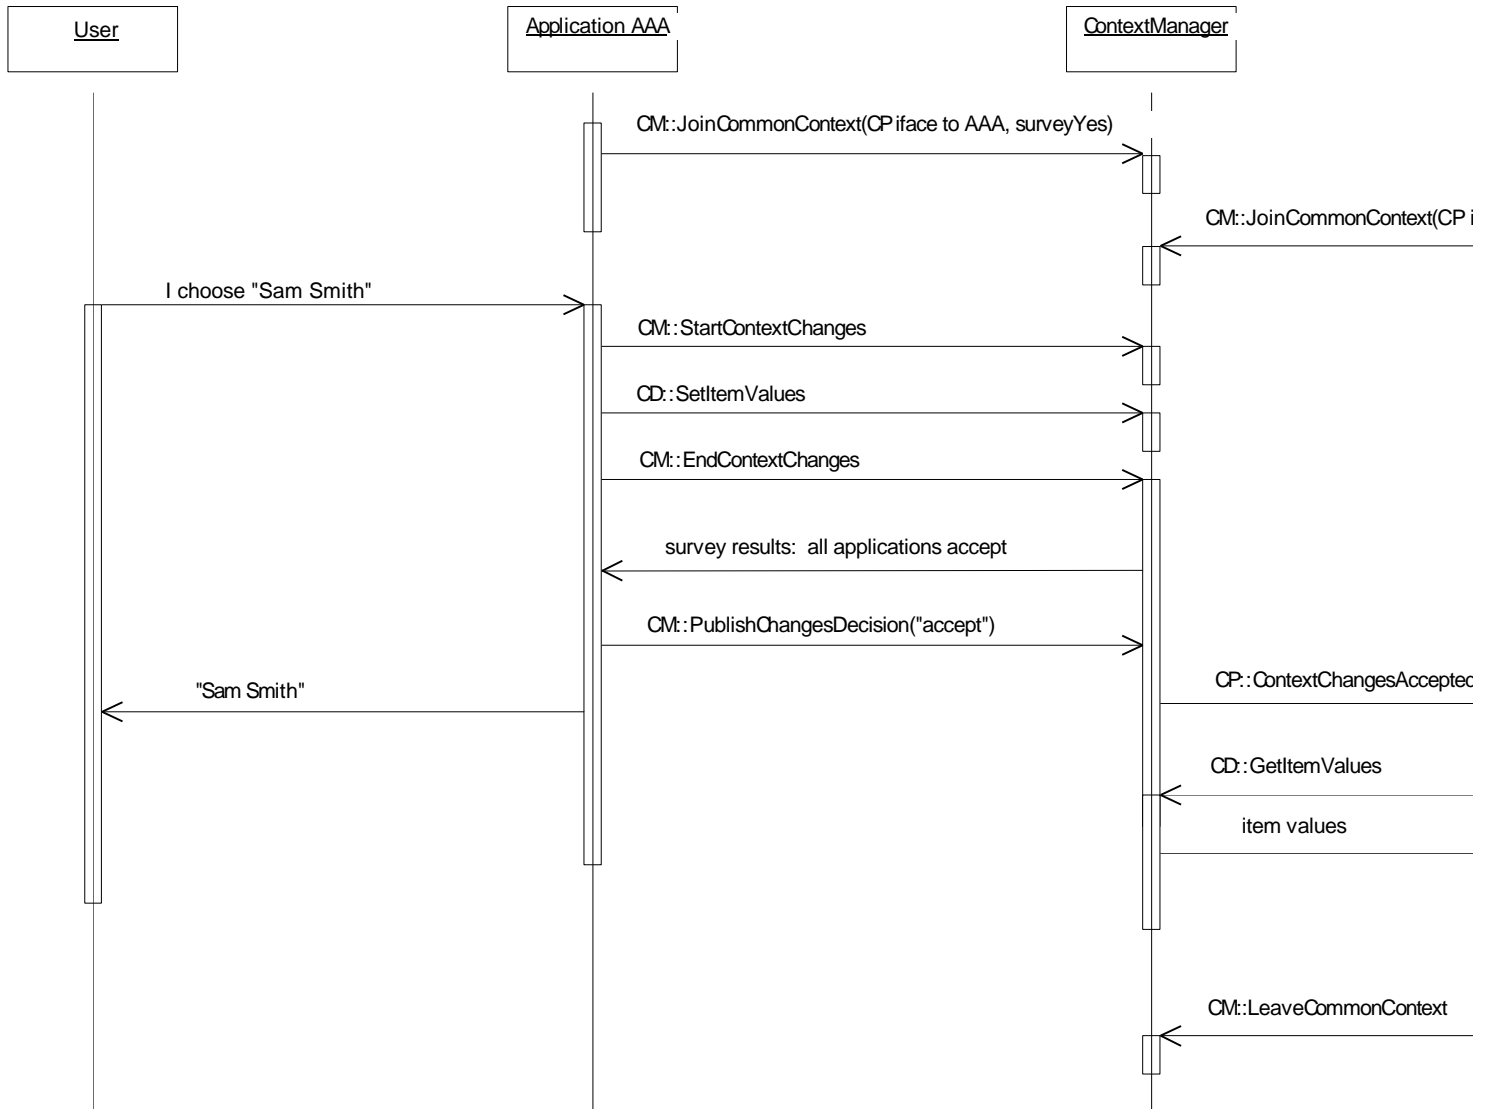 User
Application AAA
ContextManager
CM::JoinCommonContext(CP iface to AAA, surveyYes)
CM::JoinCommonContext(CP i
I choose "Sam Smith"
CM::StartContextChanges
CD::SetItemValues
CM::EndContextChanges
survey results:  all applications accept
CM::PublishChangesDecision("accept")
"Sam Smith"
CP::ContextChangesAccepted
CD::GetItemValues
item values
CM::LeaveCommonContext